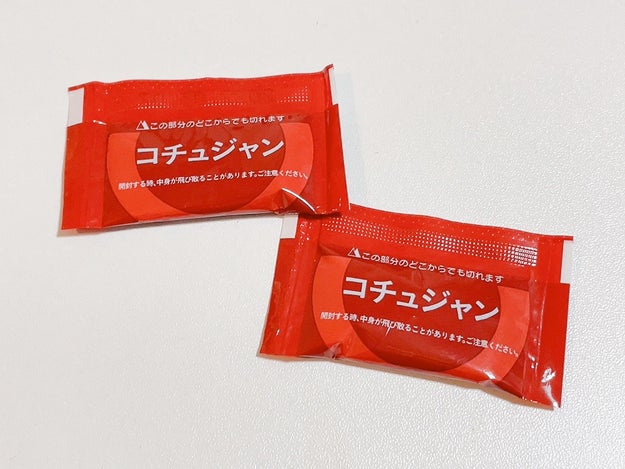 この部分のどこからでも切れます
コチュジャン
開封する時、中身が飛び散ることがあります。ご注意ください。
この部分のどこからでも切れます
コチュジャン
開封する時、中身が飛び散ることがあります。ご注意ください。